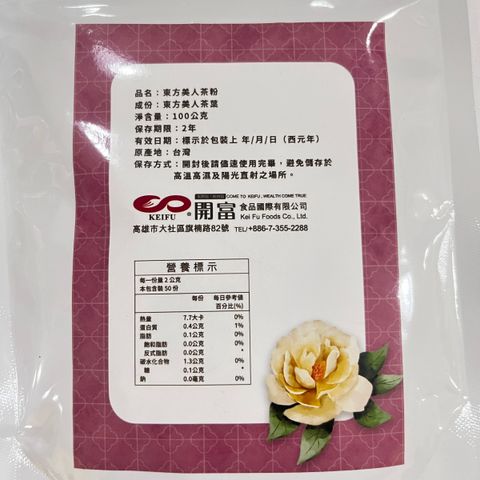 品名：東方美人茶粉
成份：東方美人茶葉
淨含量：100公克
保存期限：2年
有效日期：標示於包裝上 年/月/日（西元年）
原產地：台灣
保存方式：開封後請儘速使用完畢，避免儲存於
高溫高濕及陽光直射之場所。
COME TO KEIFU, WEALTH COME TRUE
KEIFU ® 開富 食品國際有限公司
Kei Fu Foods Co., Ltd.
高雄市大社區旗楠路82號 TEL/+886-7-355-2288
營養標示
每一份量 2 公克
本包含裝 50 份
每份 每日參考值
百分比(%)
熱量 7.7大卡 0%
蛋白質 0.4公克 1%
脂肪 0.1公克 0%
飽和脂肪 0.0公克 0%
反式脂肪 0.0公克 *
碳水化合物 1.3公克 0%
糖 0.1公克 *
鈉 0.0毫克 0%